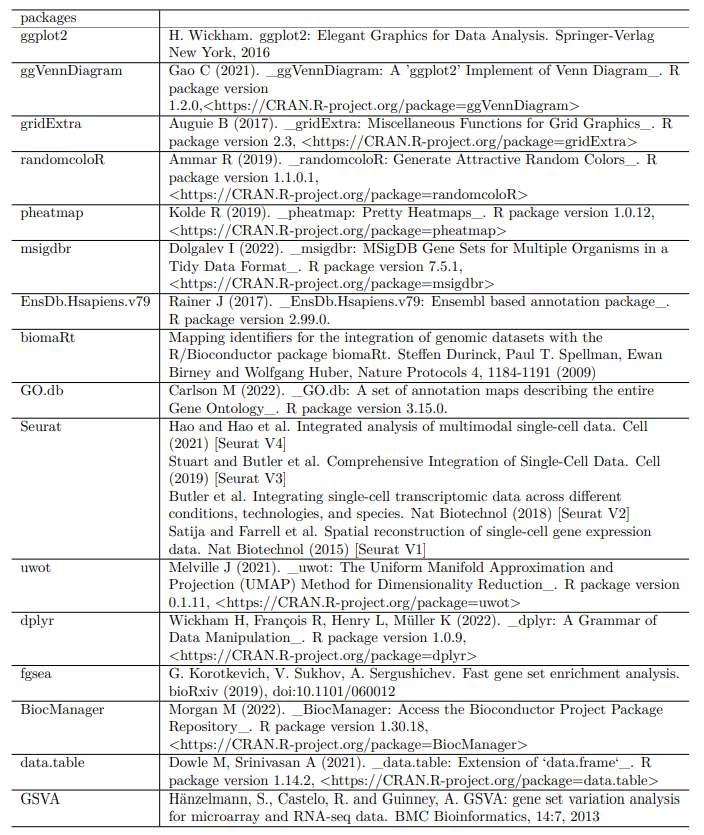 packages
ggplot2 H. Wickham. ggplot2: Elegant Graphics for Data Analysis. Springer-Verlag
New York, 2016
ggVennDiagram Gao C (2021). _ggVennDiagram: A 'ggplot2' Implement of Venn Diagram_. R
package version
1.2.0,<https://CRAN.R-project.org/package=ggVennDiagram>
gridExtra Auguie B (2017). _gridExtra: Miscellaneous Functions for Grid Graphics_. R
package version 2.3, <https://CRAN.R-project.org/package=gridExtra>
randomcoloR Ammar R (2019). _randomcoloR: Generate Attractive Random Colors_. R
package version 1.1.0.1,
<https://CRAN.R-project.org/package=randomcoloR>
pheatmap Kolde R (2019). _pheatmap: Pretty Heatmaps_. R package version 1.0.12,
<https://CRAN.R-project.org/package=pheatmap>
msigdbr Dolgalev I (2022). _msigdbr: MSigDB Gene Sets for Multiple Organisms in a
Tidy Data Format_. R package version 7.5.1,
<https://CRAN.R-project.org/package=msigdbr>
EnsDb.Hsapiens.v79 Rainer J (2017). _EnsDb.Hsapiens.v79: Ensembl based annotation package_.
R package version 2.99.0.
biomaRt Mapping identifiers for the integration of genomic datasets with the
R/Bioconductor package biomaRt. Steffen Durinck, Paul T. Spellman, Ewan
Birney and Wolfgang Huber, Nature Protocols 4, 1184-1191 (2009)
GO.db Carlson M (2022). _GO.db: A set of annotation maps describing the entire
Gene Ontology_. R package version 3.15.0.
Seurat Hao and Hao et al. Integrated analysis of multimodal single-cell data. Cell
(2021) [Seurat V4]
Stuart and Butler et al. Comprehensive Integration of Single-Cell Data. Cell
(2019) [Seurat V3]
Butler et al. Integrating single-cell transcriptomic data across different
conditions, technologies, and species. Nat Biotechnol (2018) [Seurat V2]
Satija and Farrell et al. Spatial reconstruction of single-cell gene expression
data. Nat Biotechnol (2015) [Seurat V1]
uwot Melville J (2021). _uwot: The Uniform Manifold Approximation and
Projection (UMAP) Method for Dimensionality Reduction_. R package version
0.1.11, <https://CRAN.R-project.org/package=uwot>
dplyr Wickham H, François R, Henry L, Müller K (2022). _dplyr: A Grammar of
Data Manipulation_. R package version 1.0.9,
<https://CRAN.R-project.org/package=dplyr>
fgsea G. Korotkevich, V. Sukhov, A. Sergushichev. Fast gene set enrichment analysis.
bioRxiv (2019), doi:10.1101/060012
BiocManager Morgan M (2022). _BiocManager: Access the Bioconductor Project Package
Repository_. R package version 1.30.18,
<https://CRAN.R-project.org/package=BiocManager>
data.table Dowle M, Srinivasan A (2021). _data.table: Extension of ‘data.frame‘_. R
package version 1.14.2, <https://CRAN.R-project.org/package=data.table>
GSVA Hänzelmann, S., Castelo, R. and Guinney, A. GSVA: gene set variation analysis
for microarray and RNA-seq data. BMC Bioinformatics, 14:7, 2013